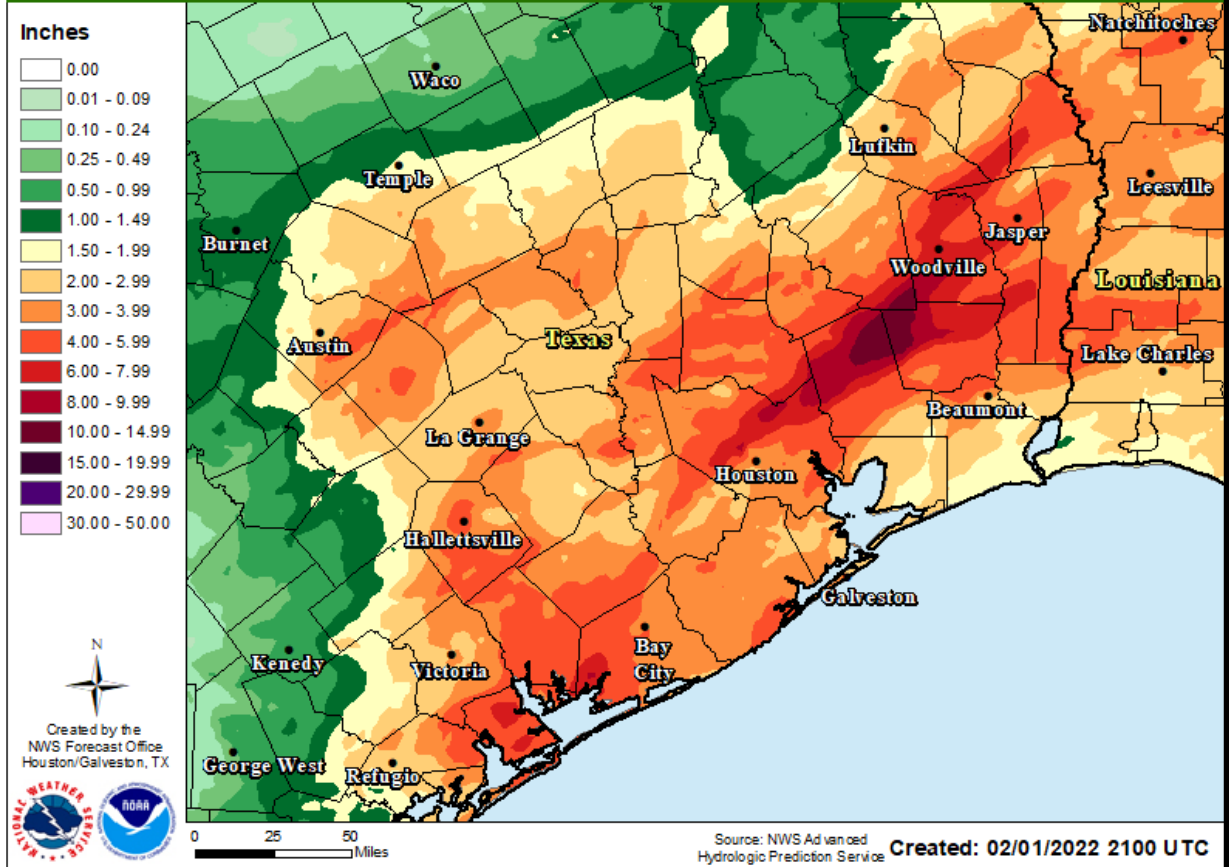 Inches
0.00
0.01 - 0.09
0.10 - 0.24
0.25 - 0.49
0.50 - 0.99
1.00 - 1.49
1.50 - 1.99
2.00 - 2.99
3.00 - 3.99
4.00 - 5.99
6.00 - 7.99
8.00 - 9.99
10.00 - 14.99
15.00 - 19.99
20.00 - 29.99
30.00 - 50.00
N
Created by the
NWS Forecast Office
Houston/Galveston, TX
NATIONAL WEATHER SERVICE
NOAA
Natchitoches
Waco
Lufkin
Temple
Leesville
Burnet
Jasper
Woodville
Louisiana
Austin
Texas
Lake Charles
Beaumont
La Grange
Houston
Hallettsville
Galveston
Bay
City
Kenedy
Victoria
George West
Refugio
0 25 50
Miles
Source: NWS Advanced
Hydrologic Prediction Service
Created: 02/01/2022 2100 UTC